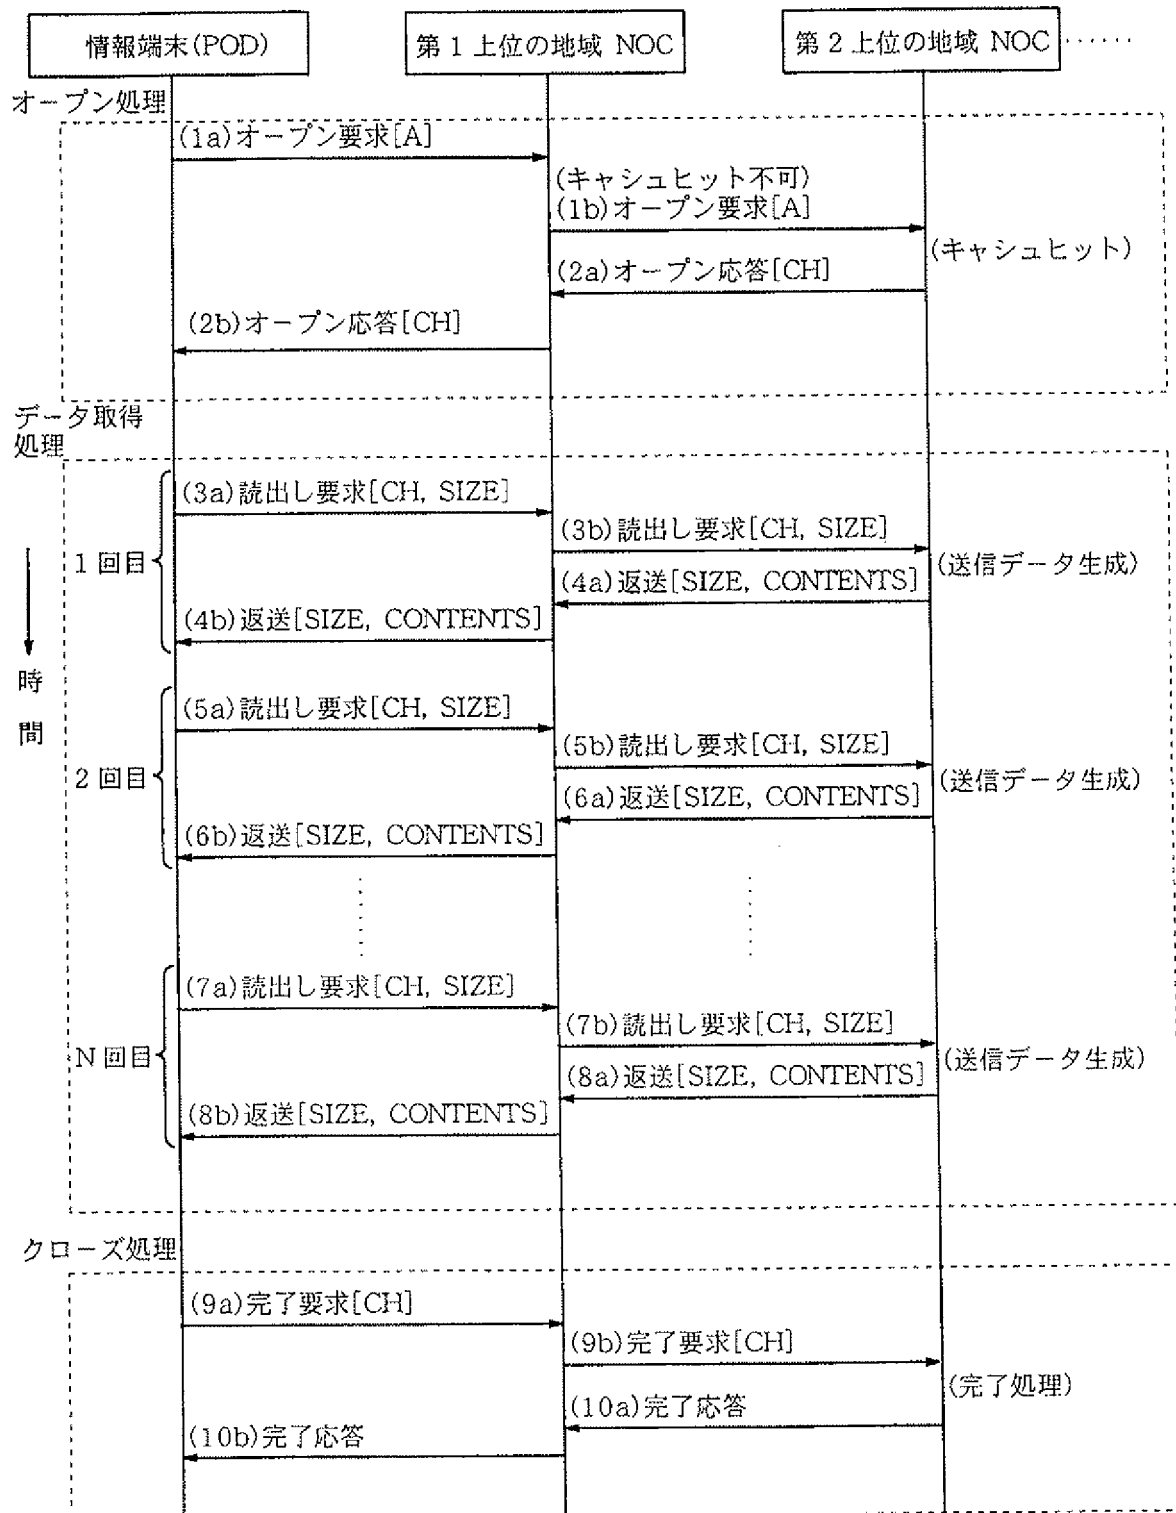 情報端末(POD)
第1上位の地域 NOC
第2上位の地域 NOC ······
オープン処理
(1a)オープン要求[A]
(キャシュヒット不可)
(1b)オープン要求[A]
(キャシュヒット)
(2a)オープン応答[CH]
(2b)オープン応答[CH]
データ取得
処理
(3a)読出し要求[CH, SIZE]
(3b)読出し要求[CH, SIZE]
1回目
(送信データ生成)
(4a)返送[SIZE, CONTENTS]
(4b)返送[SIZE, CONTENTS]
時
間
(5a)読出し要求[CH, SIZE]
(5b)読出し要求[CH, SIZE]
2回目
(送信データ生成)
(6a)返送[SIZE, CONTENTS]
(6b)返送[SIZE, CONTENTS]
(7a)読出し要求[CH, SIZE]
(7b)読出し要求[CH, SIZE]
N回目
(送信データ生成)
(8a)返送[SIZE, CONTENTS]
(8b)返送[SIZE, CONTENTS]
クローズ処理
(9a)完了要求[CH]
(9b)完了要求[CH]
(完了処理)
(10a)完了応答
(10b)完了応答